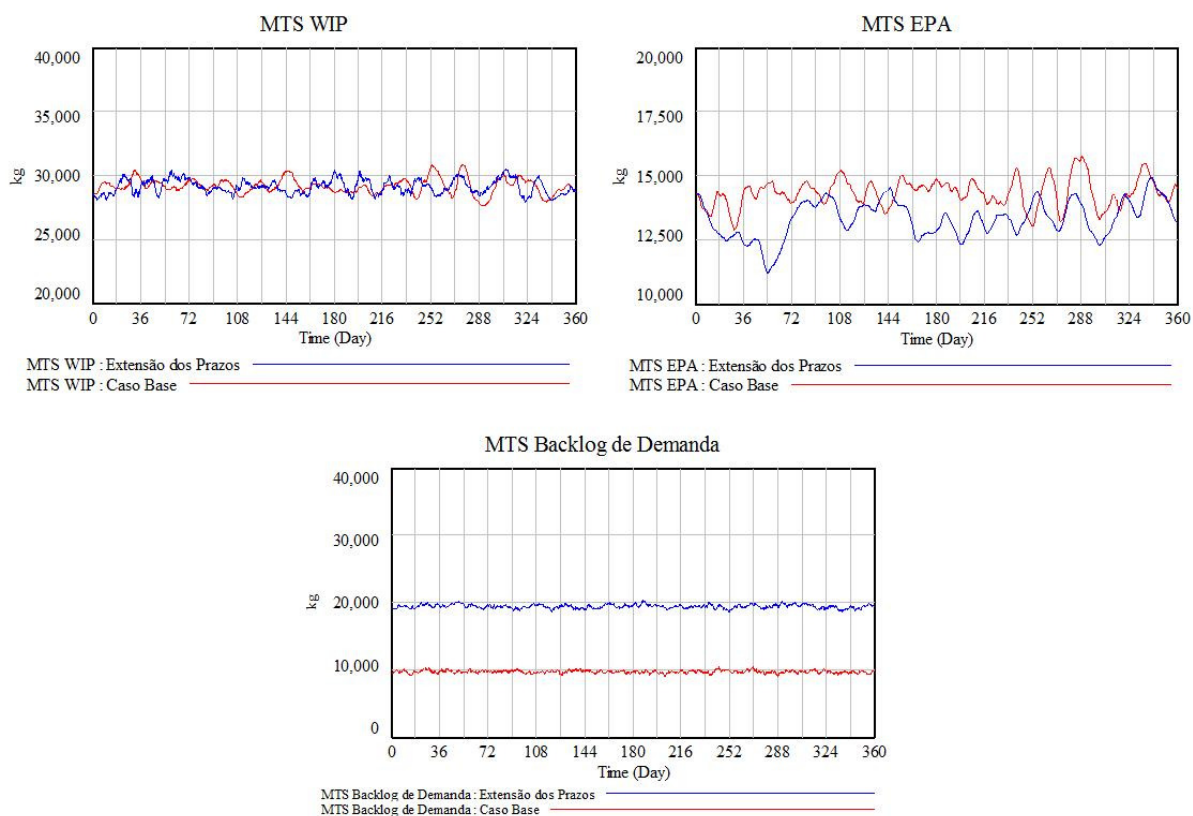 MTS WIP
40,000
35,000
30,000
25,000
20,000
kg
0 36 72 108 144 180 216 252 288 324 360
Time (Day)
MTS WIP : Extensão dos Prazos
MTS WIP : Caso Base
MTS EPA
20,000
17,500
15,000
12,500
10,000
kg
0 36 72 108 144 180 216 252 288 324 360
Time (Day)
MTS EPA : Extensão dos Prazos
MTS EPA : Caso Base
MTS Backlog de Demanda
40,000
30,000
20,000
10,000
0
kg
0 36 72 108 144 180 216 252 288 324 360
Time (Day)
MTS Backlog de Demanda : Extensão dos Prazos
MTS Backlog de Demanda : Caso Base